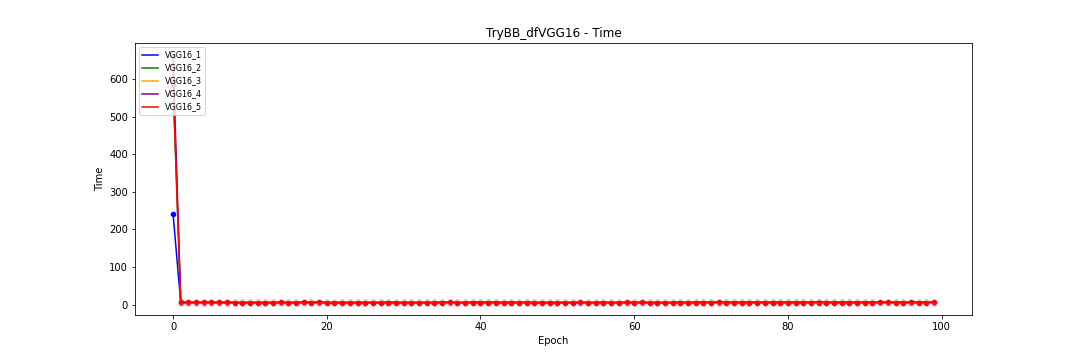 TryBB_dfVGG16 - Time
VGG16_1
VGG16_2
VGG16_3
VGG16_4
VGG16_5
600
500
400
300
200
100
0
Time
0 20 40 60 80 100
Epoch